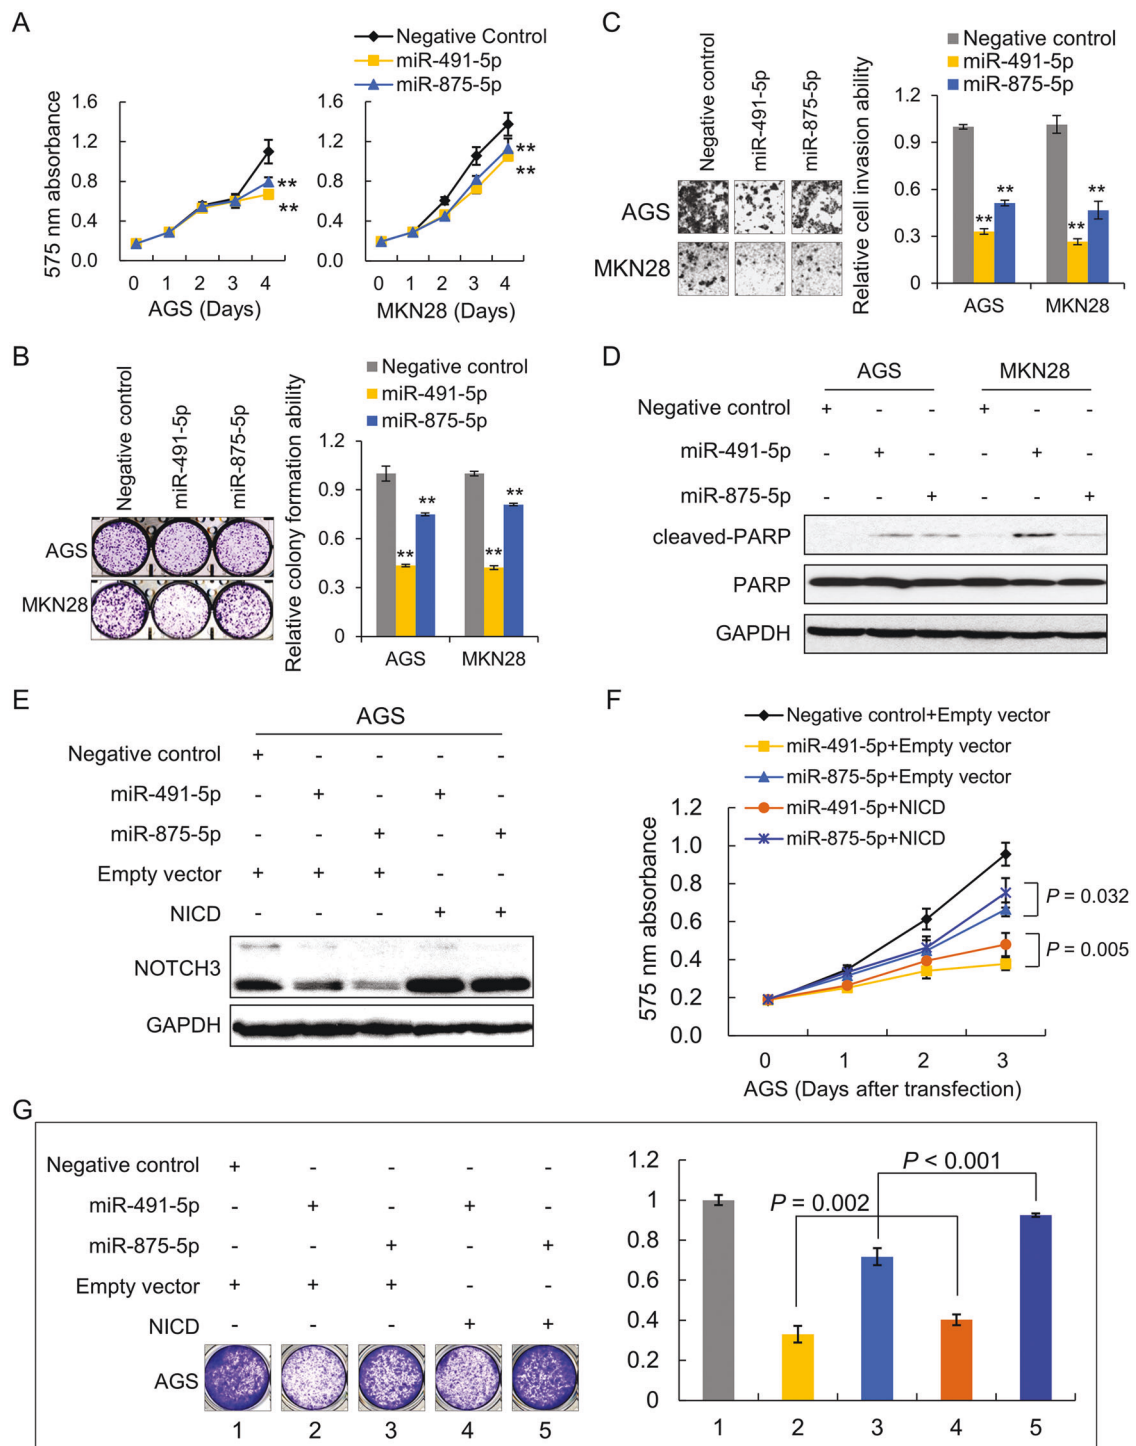 A
Negative Control
miR-491-5p
miR-875-5p
575 nm absorbance
1.6
1.2
0.8
0.4
0.0
**
**
0 1 2 3 4
AGS (Days)
1.6
1.2
0.8
0.4
0.0
**
**
0 1 2 3 4
MKN28 (Days)
B
Negative control
miR-491-5p
miR-875-5p
AGS
MKN28
Negative control
miR-491-5p
miR-875-5p
Relative colony formation ability
1.2
0.9
0.6
0.3
0
** ** ** **
AGS MKN28
C
Negative control
miR-491-5p
miR-875-5p
AGS
MKN28
Negative control
miR-491-5p
miR-875-5p
Relative cell invasion ability
1.2
0.9
0.6
0.3
0
** ** ** **
AGS MKN28
D
AGS MKN28
Negative control + - - + - -
miR-491-5p - + - - + -
miR-875-5p - - + - - +
cleaved-PARP
PARP
GAPDH
E
AGS
Negative control + - - - -
miR-491-5p - + - + -
miR-875-5p - - + - +
Empty vector + + + - -
NICD - - - + +
NOTCH3
GAPDH
F
Negative control+Empty vector
miR-491-5p+Empty vector
miR-875-5p+Empty vector
miR-491-5p+NICD
miR-875-5p+NICD
575 nm absorbance
1.2
1.0
0.8
0.6
0.4
0.2
0.0
P = 0.032
P = 0.005
0 1 2 3
AGS (Days after transfection)
G
Negative control + - - - -
miR-491-5p - + - + -
miR-875-5p - - + - +
Empty vector + + + - -
NICD - - - + +
AGS
1 2 3 4 5
1.2
1
0.8
0.6
0.4
0.2
0
P < 0.001
P = 0.002
1 2 3 4 5